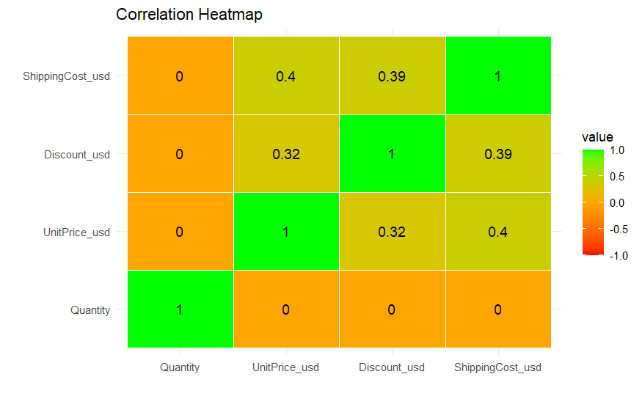 Correlation Heatmap
ShippingCost_usd 0 0.4 0.39 1
Discount_usd 0 0.32 1 0.39
UnitPrice_usd 0 1 0.32 0.4
Quantity 1 0 0 0
Quantity UnitPrice_usd Discount_usd ShippingCost_usd
value
1.0
0.5
0.0
-0.5
-1.0